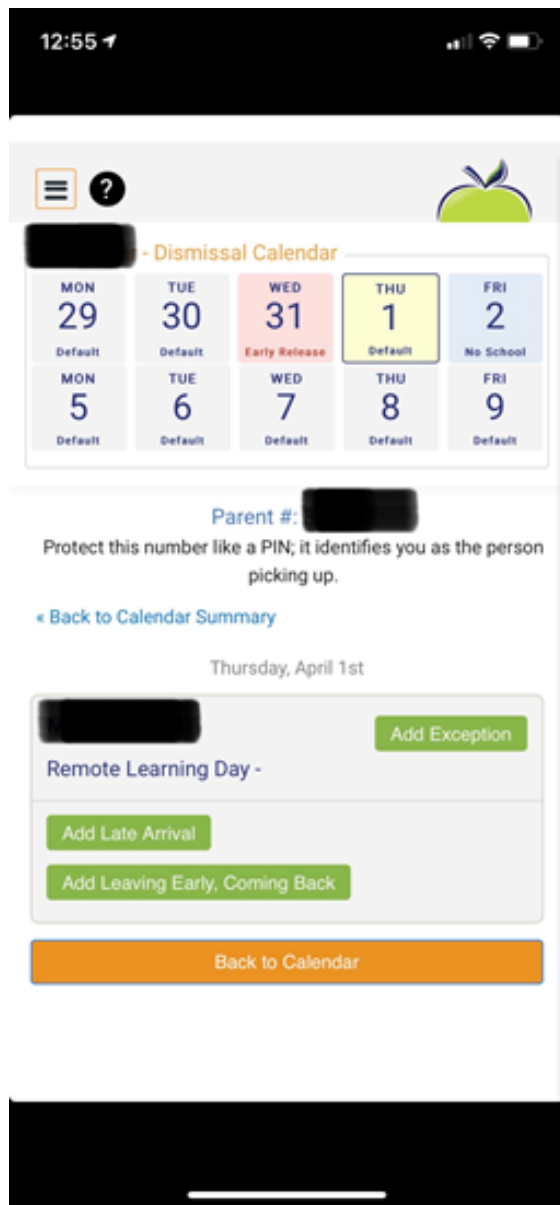 12:55
?
- Dismissal Calendar
MON TUE WED THU FRI
29 30 31 1 2
Default Default Early Release Default No School
MON TUE WED THU FRI
5 6 7 8 9
Default Default Default Default Default
Parent #:
Protect this number like a PIN; it identifies you as the person
picking up.
« Back to Calendar Summary
Thursday, April 1st
Add Exception
Remote Learning Day -
Add Late Arrival
Add Leaving Early, Coming Back
Back to Calendar